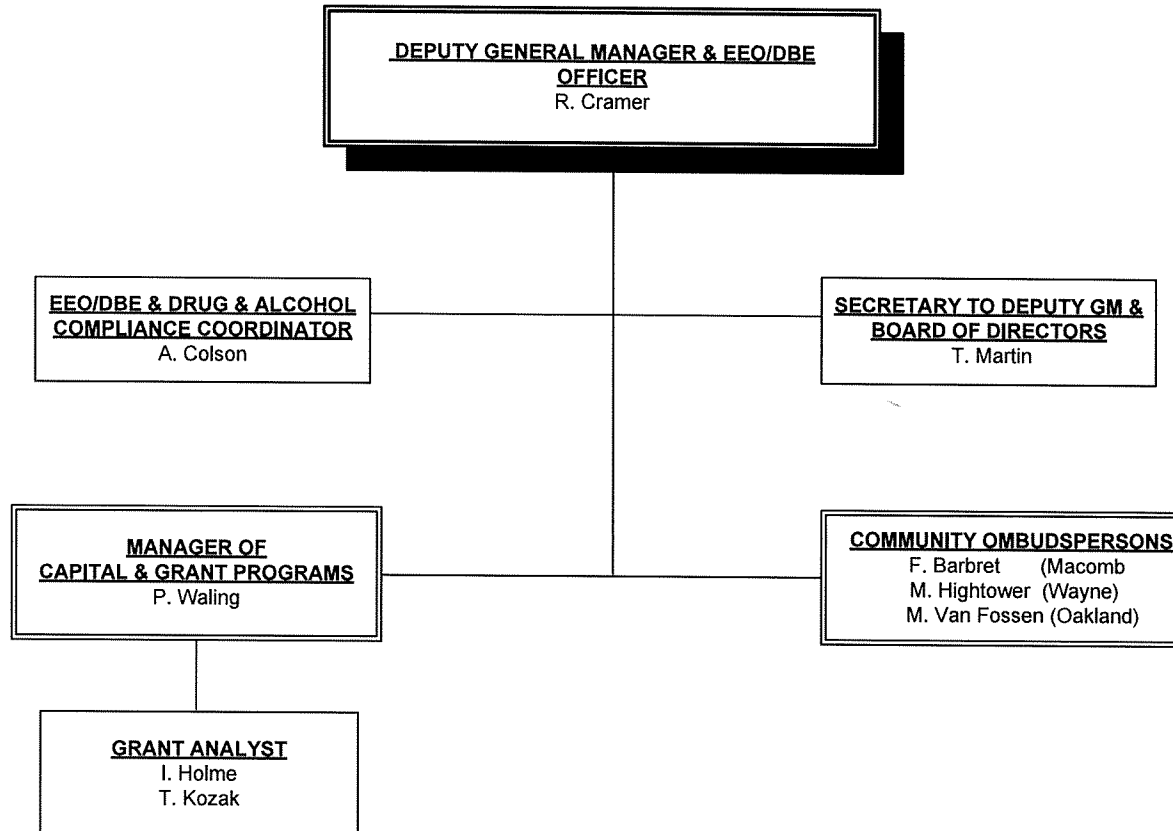 DEPUTY GENERAL MANAGER & EEO/DBE
OFFICER
R. Cramer
EEO/DBE & DRUG & ALCOHOL
COMPLIANCE COORDINATOR
A. Colson
SECRETARY TO DEPUTY GM &
BOARD OF DIRECTORS
T. Martin
MANAGER OF
CAPITAL & GRANT PROGRAMS
P. Waling
COMMUNITY OMBUDSPERSONS
F. Barbret (Macomb
M. Hightower (Wayne)
M. Van Fossen (Oakland)
GRANT ANALYST
I. Holme
T. Kozak